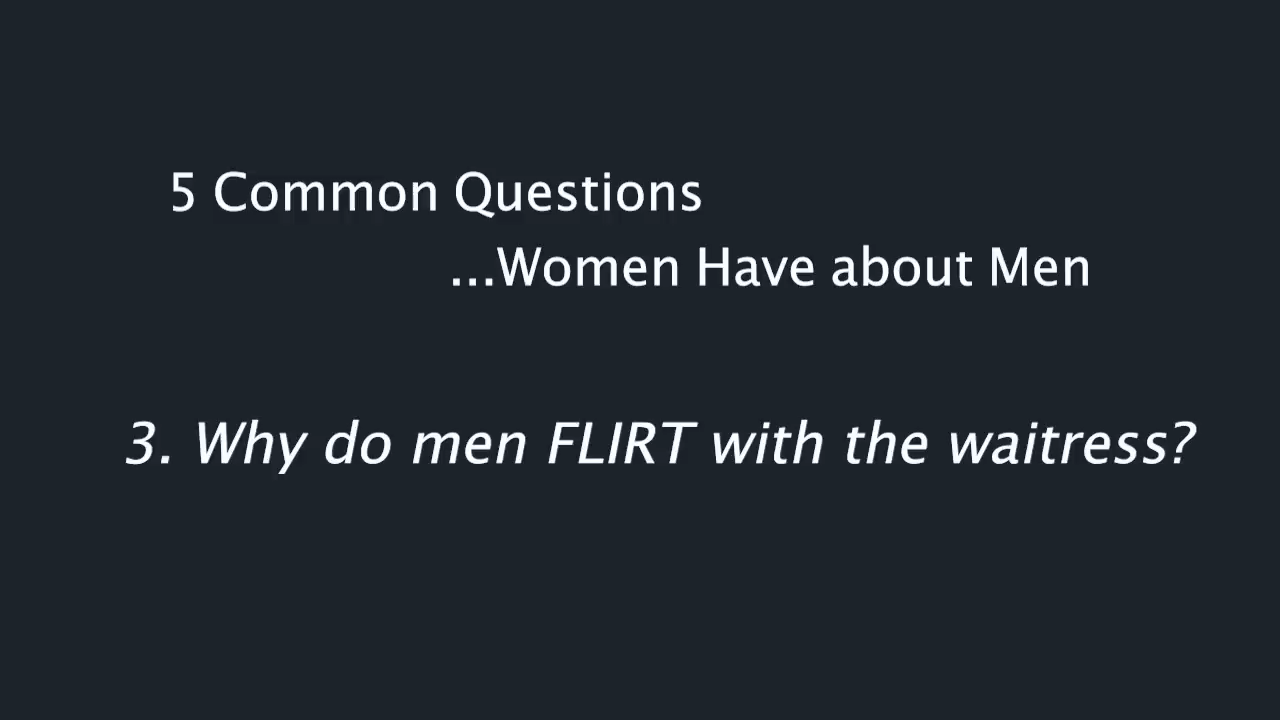 5 Common Questions
...Women Have about Men
3. Why do men FLIRT with the waitress?